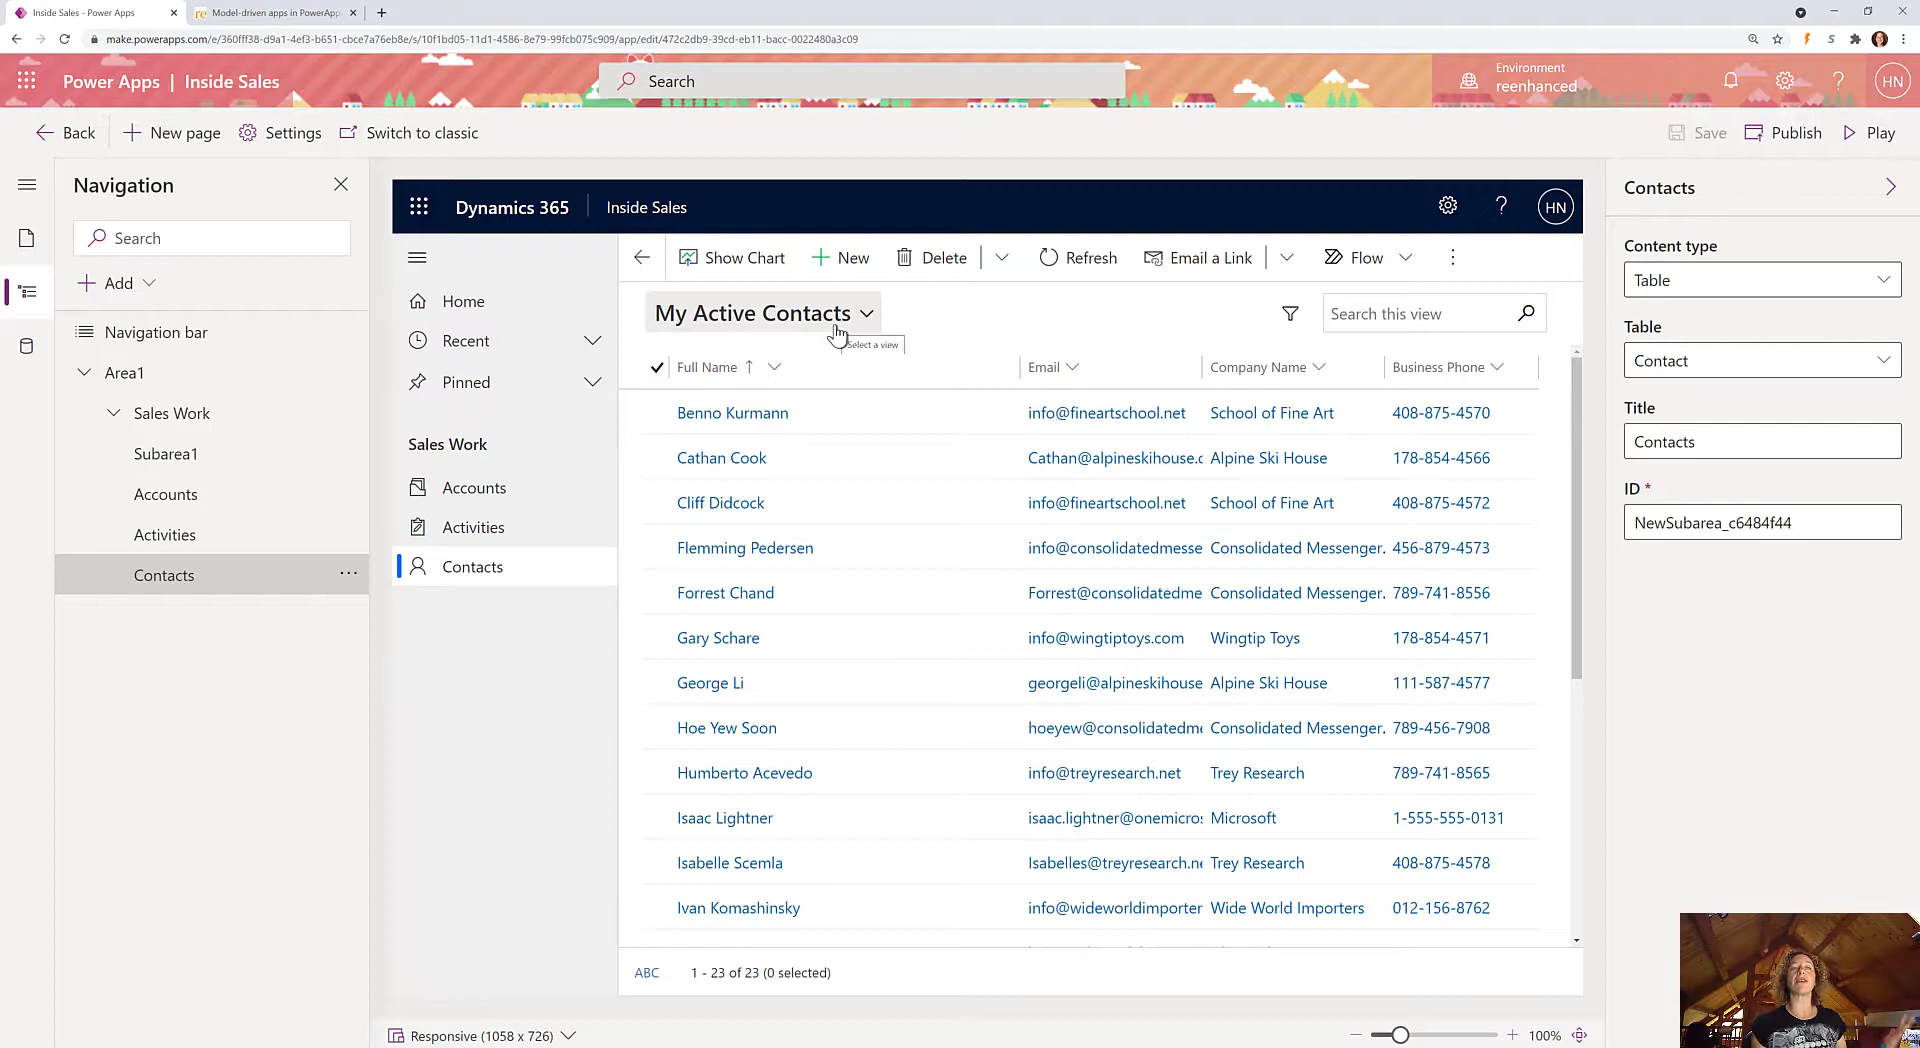 Inside Sales - Power Apps
Model-driven apps in PowerApp
make.powerapps.com/e/360fff38-d9a1-4ef3-b651-cbce7a76eb8e/s/10f1bd05-11d1-4586-8e79-99fcb075c909/app/edit/472c2db9-39cd-eb11-bacc-0022480a3c09
Power Apps | Inside Sales
Search
Environment
reenhanced
HN
Back
New page
Settings
Switch to classic
Save
Publish
Play
Navigation
Search
Add
Navigation bar
Area1
Sales Work
Subarea1
Accounts
Activities
Contacts
Dynamics 365
Inside Sales
HN
Home
Recent
Pinned
Sales Work
Accounts
Activities
Contacts
Show Chart
New
Delete
Refresh
Email a Link
Flow
My Active Contacts
Select a view
Search this view
Full Name Email Company Name Business Phone
Benno Kurmann info@fineartschool.net School of Fine Art 408-875-4570
Cathan Cook Cathan@alpineskihouse.c Alpine Ski House 178-854-4566
Cliff Didcock info@fineartschool.net School of Fine Art 408-875-4572
Flemming Pedersen info@consolidatedmesse Consolidated Messenger. 456-879-4573
Forrest Chand Forrest@consolidatedme Consolidated Messenger. 789-741-8556
Gary Schare info@wingtiptoys.com Wingtip Toys 178-854-4571
George Li georgeli@alpineskihouse Alpine Ski House 111-587-4577
Hoe Yew Soon hoeyew@consolidatedme Consolidated Messenger. 789-456-7908
Humberto Acevedo info@treyresearch.net Trey Research 789-741-8565
Isaac Lightner isaac.lightner@onemicros Microsoft 1-555-555-0131
Isabelle Scemla Isabelles@treyresearch.ne Trey Research 408-875-4578
Ivan Komashinsky info@wideworldimporter Wide World Importers 012-156-8762
ABC 1 - 23 of 23 (0 selected)
Responsive (1058 x 726)
100%
Contacts
Content type
Table
Table
Contact
Title
Contacts
ID *
NewSubarea_c6484f44